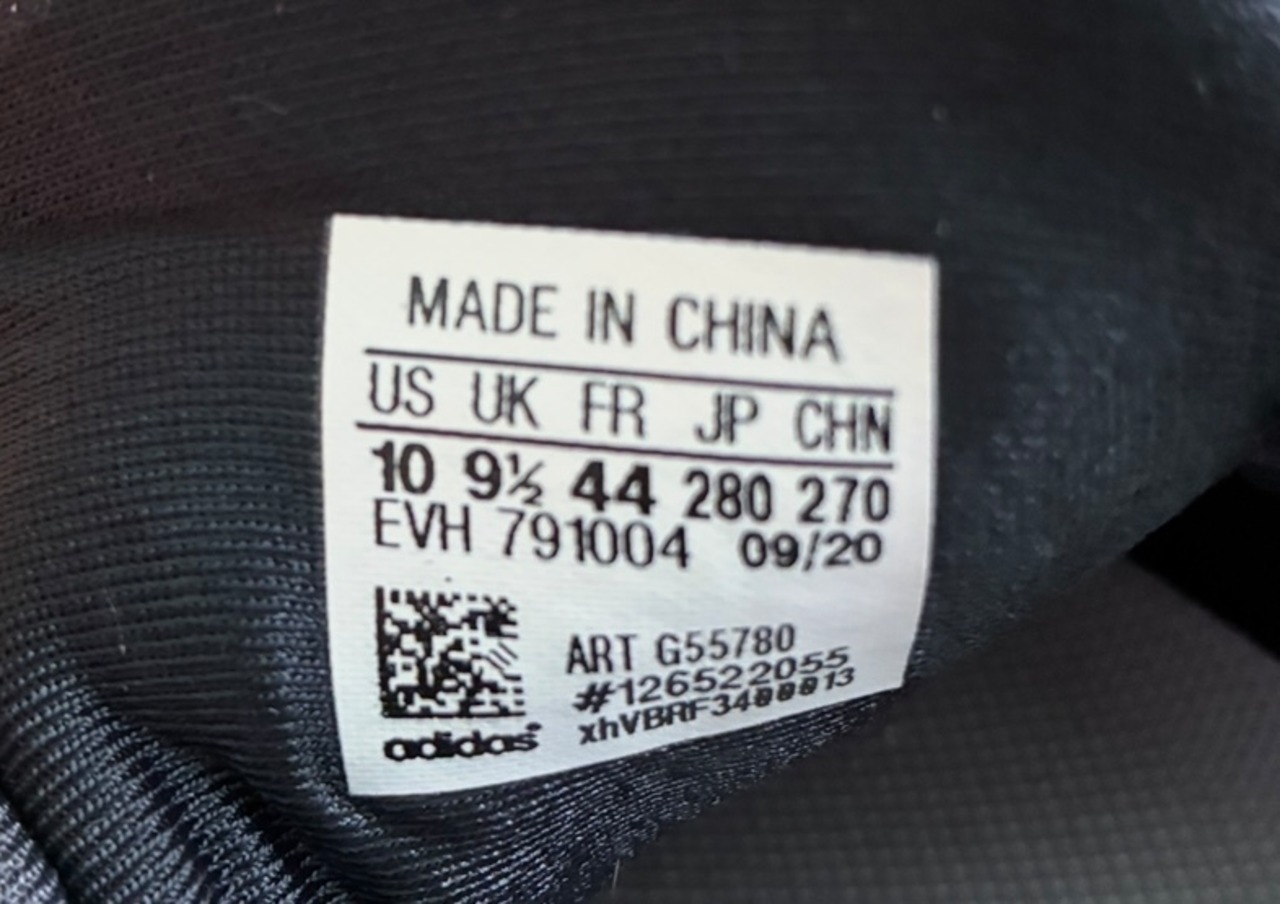 MADE IN CHINA
US UK FR JP CHN
10 9½ 44 280 270
EVH 791004 09/20
ART G55780
#126522055
xhVBRF3400013
adidas